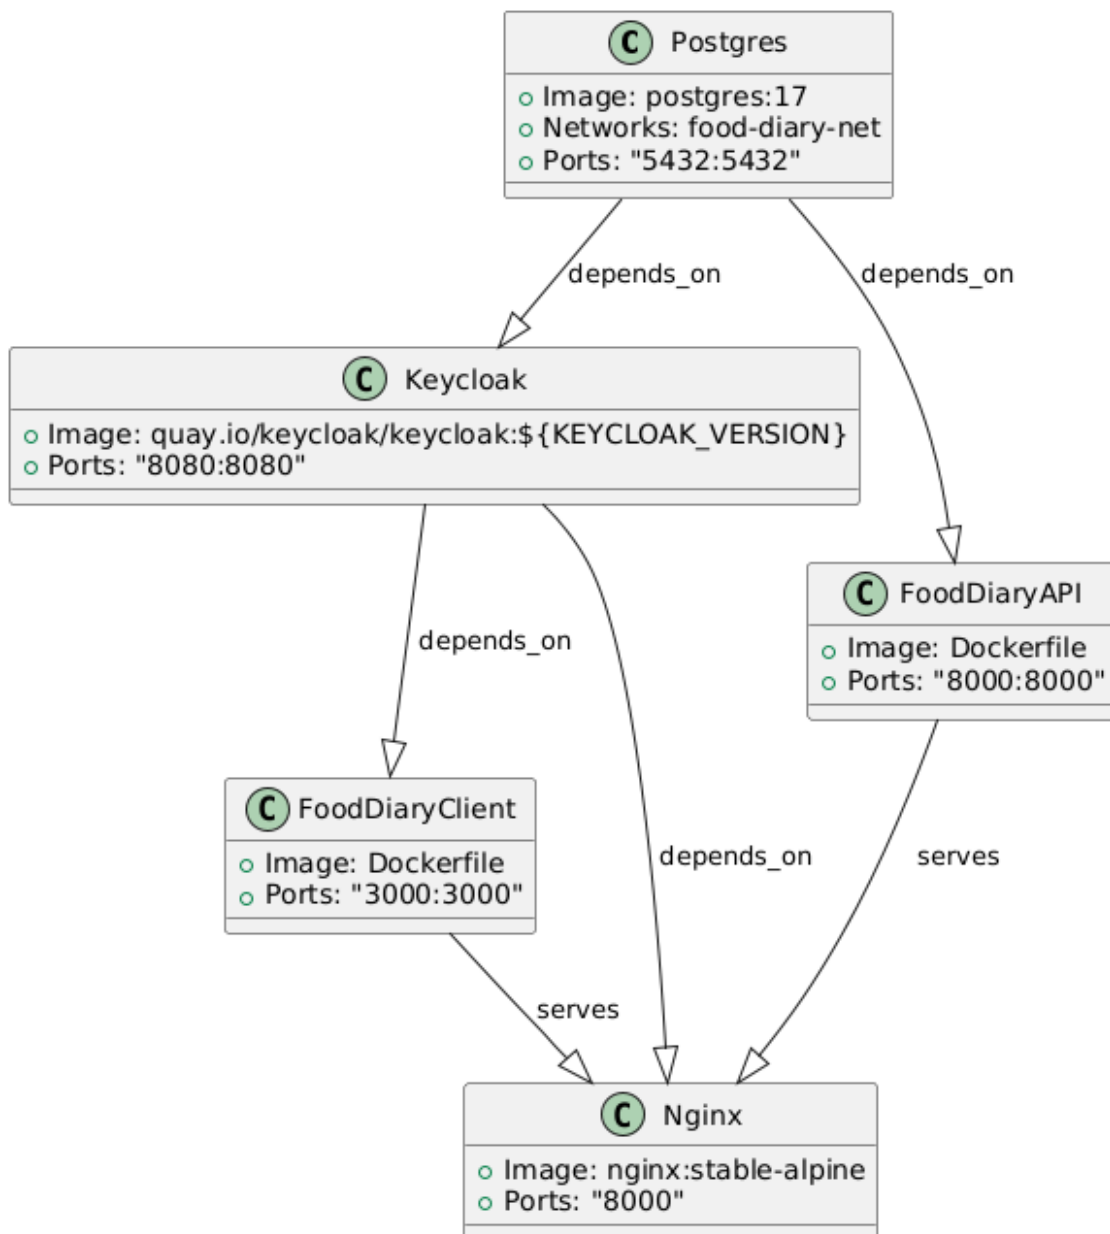 C Postgres
Image: postgres:17
Networks: food-diary-net
Ports: "5432:5432"
depends_on
depends_on
C Keycloak
Image: quay.io/keycloak/keycloak:${KEYCLOAK_VERSION}
Ports: "8080:8080"
C FoodDiaryAPI
Image: Dockerfile
Ports: "8000:8000"
depends_on
C FoodDiaryClient
Image: Dockerfile
Ports: "3000:3000"
depends_on
serves
serves
C Nginx
Image: nginx:stable-alpine
Ports: "8000"